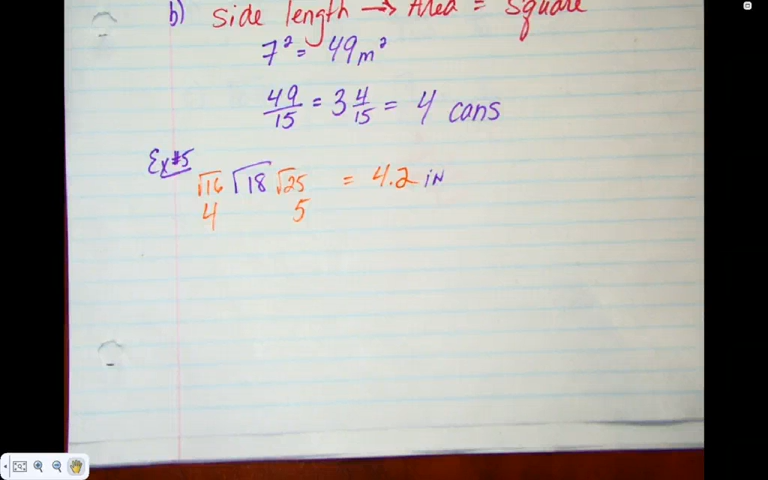 b) side length → Area = square
7² = 49m²
49/15 = 3 4/15 = 4 cans
Ex #5
√16 √18 √25 = 4.2 in
4 5